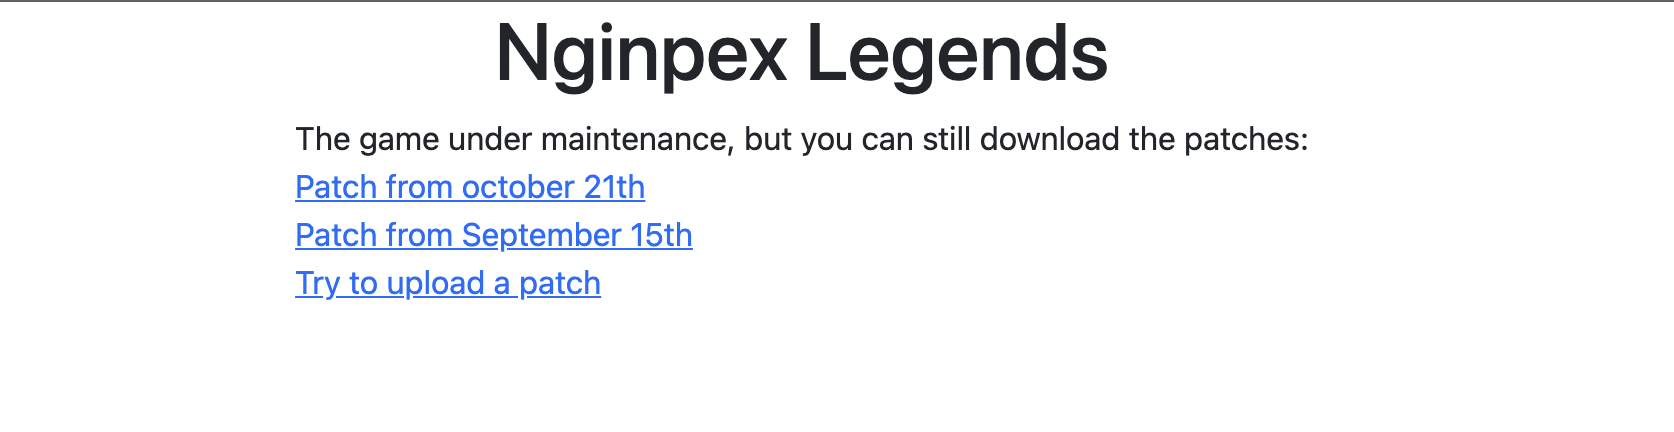 Nginpex Legends
The game under maintenance, but you can still download the patches:
Patch from october 21th
Patch from September 15th
Try to upload a patch